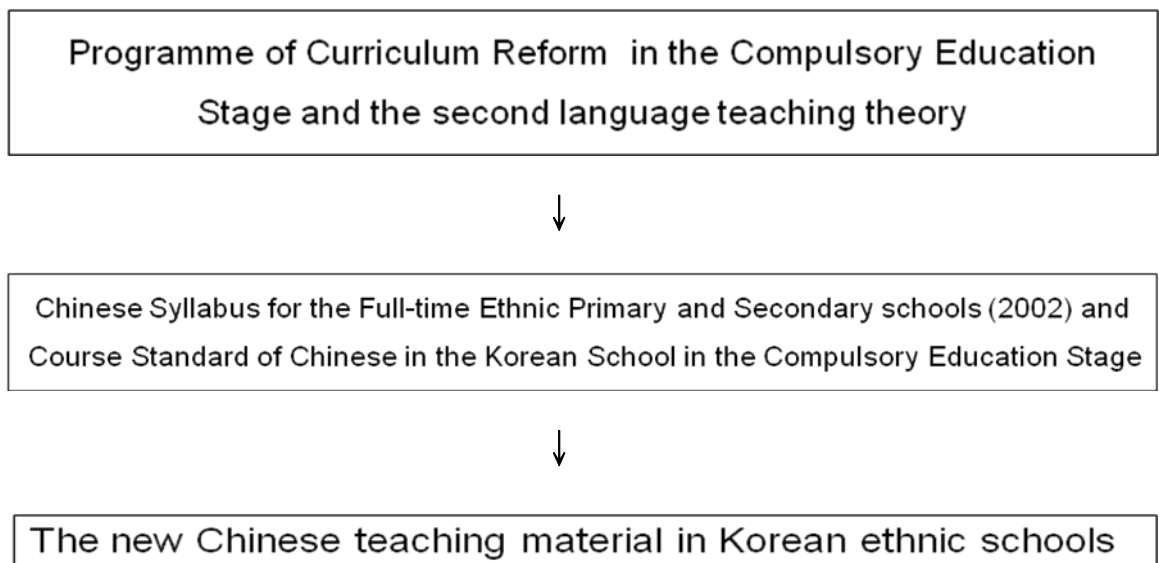 Programme of Curriculum Reform in the Compulsory Education
Stage and the second language teaching theory
↓
Chinese Syllabus for the Full-time Ethnic Primary and Secondary schools (2002) and
Course Standard of Chinese in the Korean School in the Compulsory Education Stage
↓
The new Chinese teaching material in Korean ethnic schools